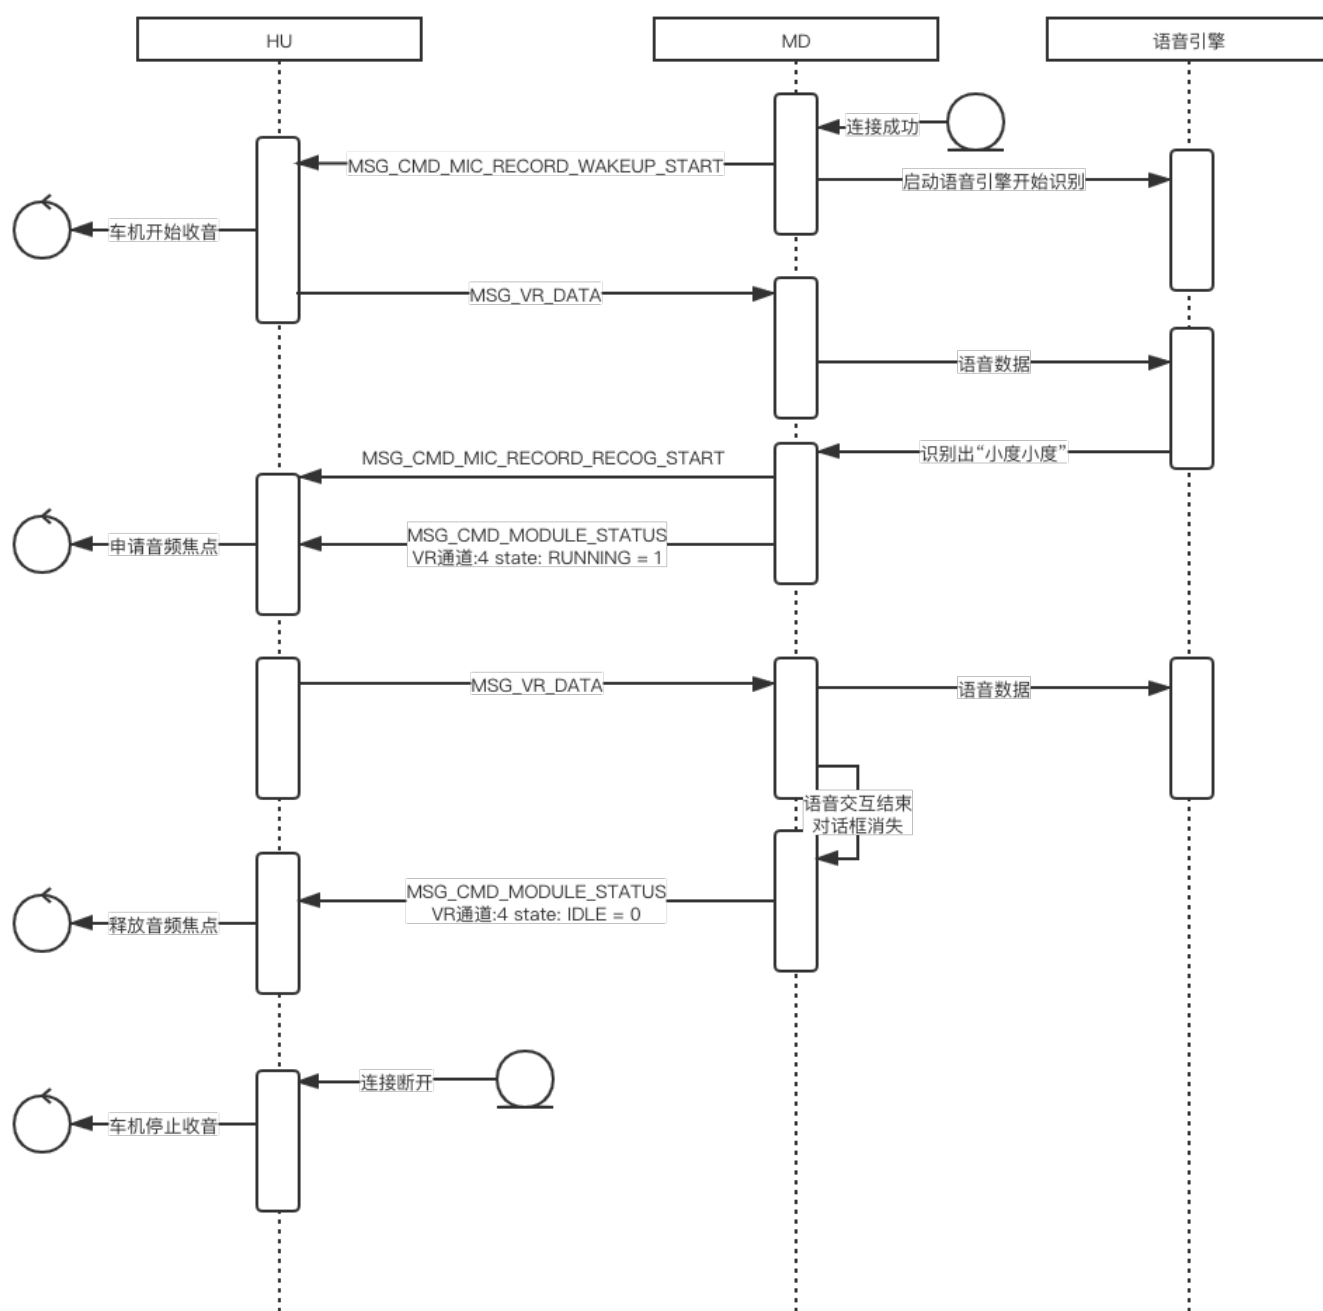 HU
MD
语音引擎
连接成功
MSG_CMD_MIC_RECORD_WAKEUP_START
启动语音引擎开始识别
车机开始收音
MSG_VR_DATA
语音数据
识别出“小度小度”
MSG_CMD_MIC_RECORD_RECOG_START
MSG_CMD_MODULE_STATUS
VR通道:4 state: RUNNING = 1
申请音频焦点
MSG_VR_DATA
语音数据
语音交互结束
对话框消失
MSG_CMD_MODULE_STATUS
VR通道:4 state: IDLE = 0
释放音频焦点
连接断开
车机停止收音